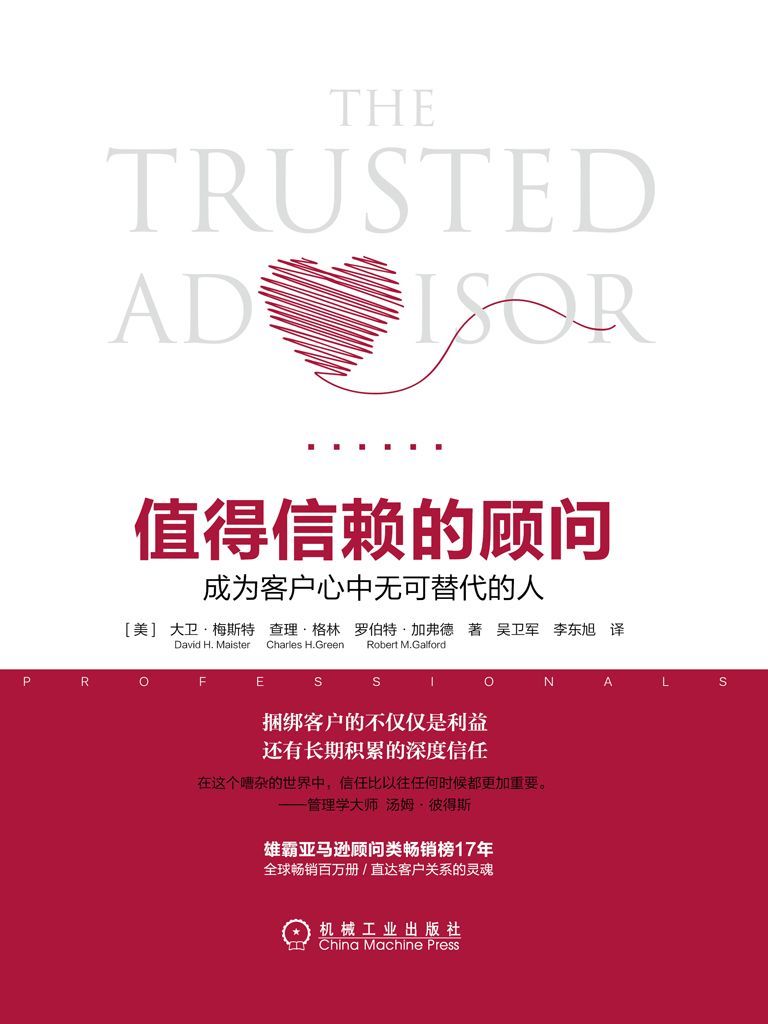 THE
TRUSTED
ADVISOR
值得信赖的顾问
成为客户心中无可替代的人
[美] 大卫·梅斯特 查理·格林 罗伯特·加弗德 著 吴卫军 李东旭 译
David H. Maister Charles H.Green Robert M.Galford
PROFESSIONALS
捆绑客户的不仅仅是利益
还有长期积累的深度信任
在这个嘈杂的世界中，信任比以往任何时候都更加重要。
——管理学大师 汤姆·彼得斯
雄霸亚马逊顾问类畅销榜17年
全球畅销百万册 / 直达客户关系的灵魂
机械工业出版社
China Machine Press